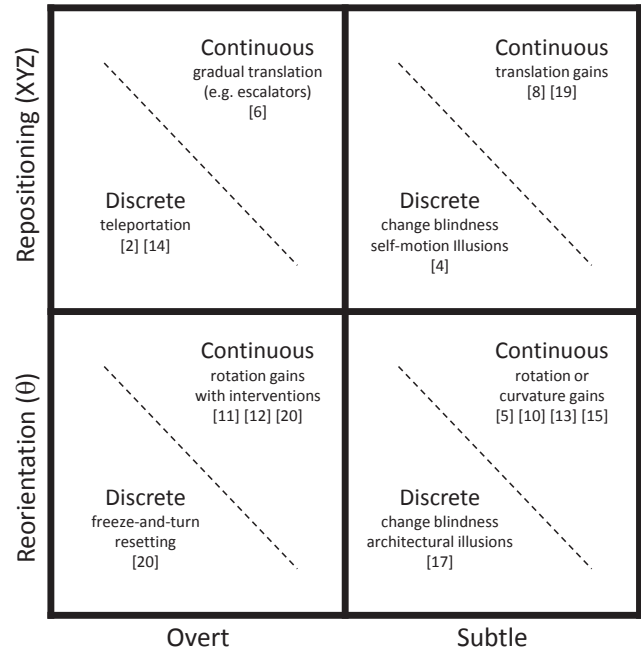 Repositioning (XYZ)
Continuous
gradual translation
(e.g. escalators)
[6]
Discrete
teleportation
[2] [14]
Continuous
translation gains
[8] [19]
Discrete
change blindness
self-motion Illusions
[4]
Reorientation (θ)
Continuous
rotation gains
with interventions
[11] [12] [20]
Discrete
freeze-and-turn
resetting
[20]
Continuous
rotation or
curvature gains
[5] [10] [13] [15]
Discrete
change blindness
architectural illusions
[17]
Overt
Subtle